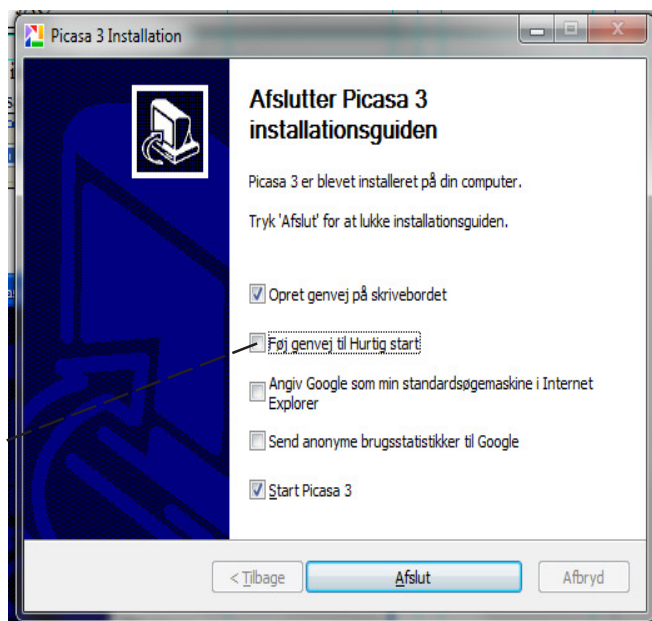 Picasa 3 Installation
Afslutter Picasa 3
installationsguiden
Picasa 3 er blevet installeret på din computer.
Tryk 'Afslut' for at lukke installationsguiden.
Opret genvej på skrivebordet
Føj genvej til Hurtig start
Angiv Google som min standardsøgemaskine i Internet
Explorer
Send anonyme brugsstatistikker til Google
Start Picasa 3
< Tilbage
Afslut
Afbryd